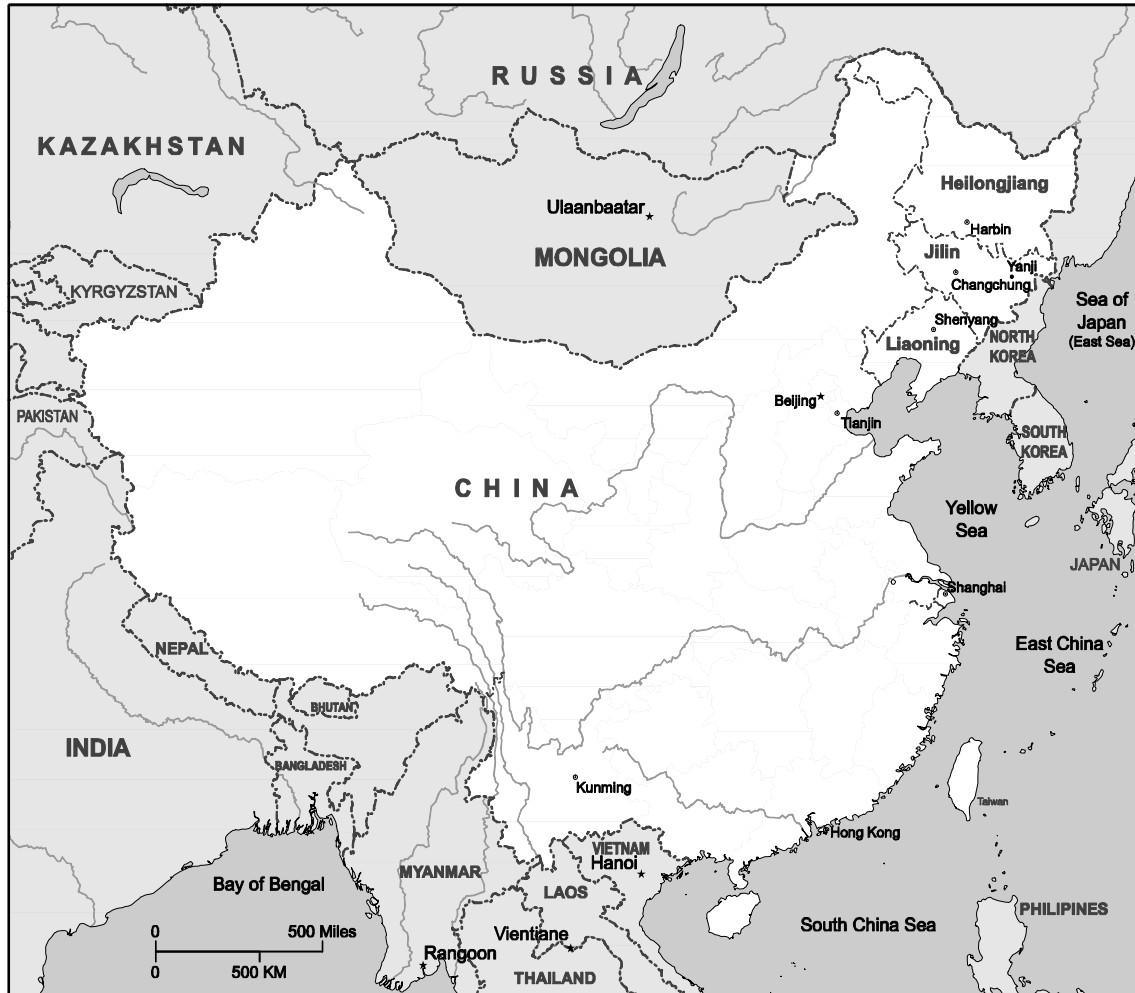 RUSSIA
KAZAKHSTAN
Heilongjiang
Ulaanbaatar
Harbin
MONGOLIA
Jilin
Yanji
KYRGYZSTAN
Changchung
Sea of
Japan
(East Sea)
Shenyang
NORTH
KOREA
Liaoning
Beijing
PAKISTAN
Tianjin
SOUTH
KOREA
CHINA
Yellow
Sea
JAPAN
Shanghai
NEPAL
East China
Sea
BHUTAN
INDIA
BANGLADESH
Kunming
Taiwan
Hong Kong
VIETNAM
Hanoi
MYANMAR
Bay of Bengal
LAOS
PHILIPINES
South China Sea
0 500 Miles
Vientiane
Rangoon
0 500 KM
THAILAND